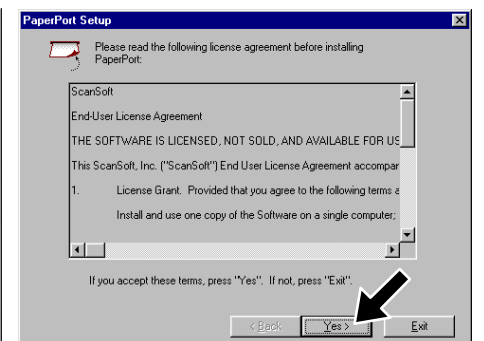 PaperPort Setup
Please read the following license agreement before installing
PaperPort:
ScanSoft
End-User License Agreement
THE SOFTWARE IS LICENSED, NOT SOLD, AND AVAILABLE FOR US
This ScanSoft, Inc. ("ScanSoft") End User License Agreement accompan
1. License Grant. Provided that you agree to the following terms a
Install and use one copy of the Software on a single computer;
If you accept these terms, press "Yes". If not, press "Exit".
< Back
Yes >
Exit